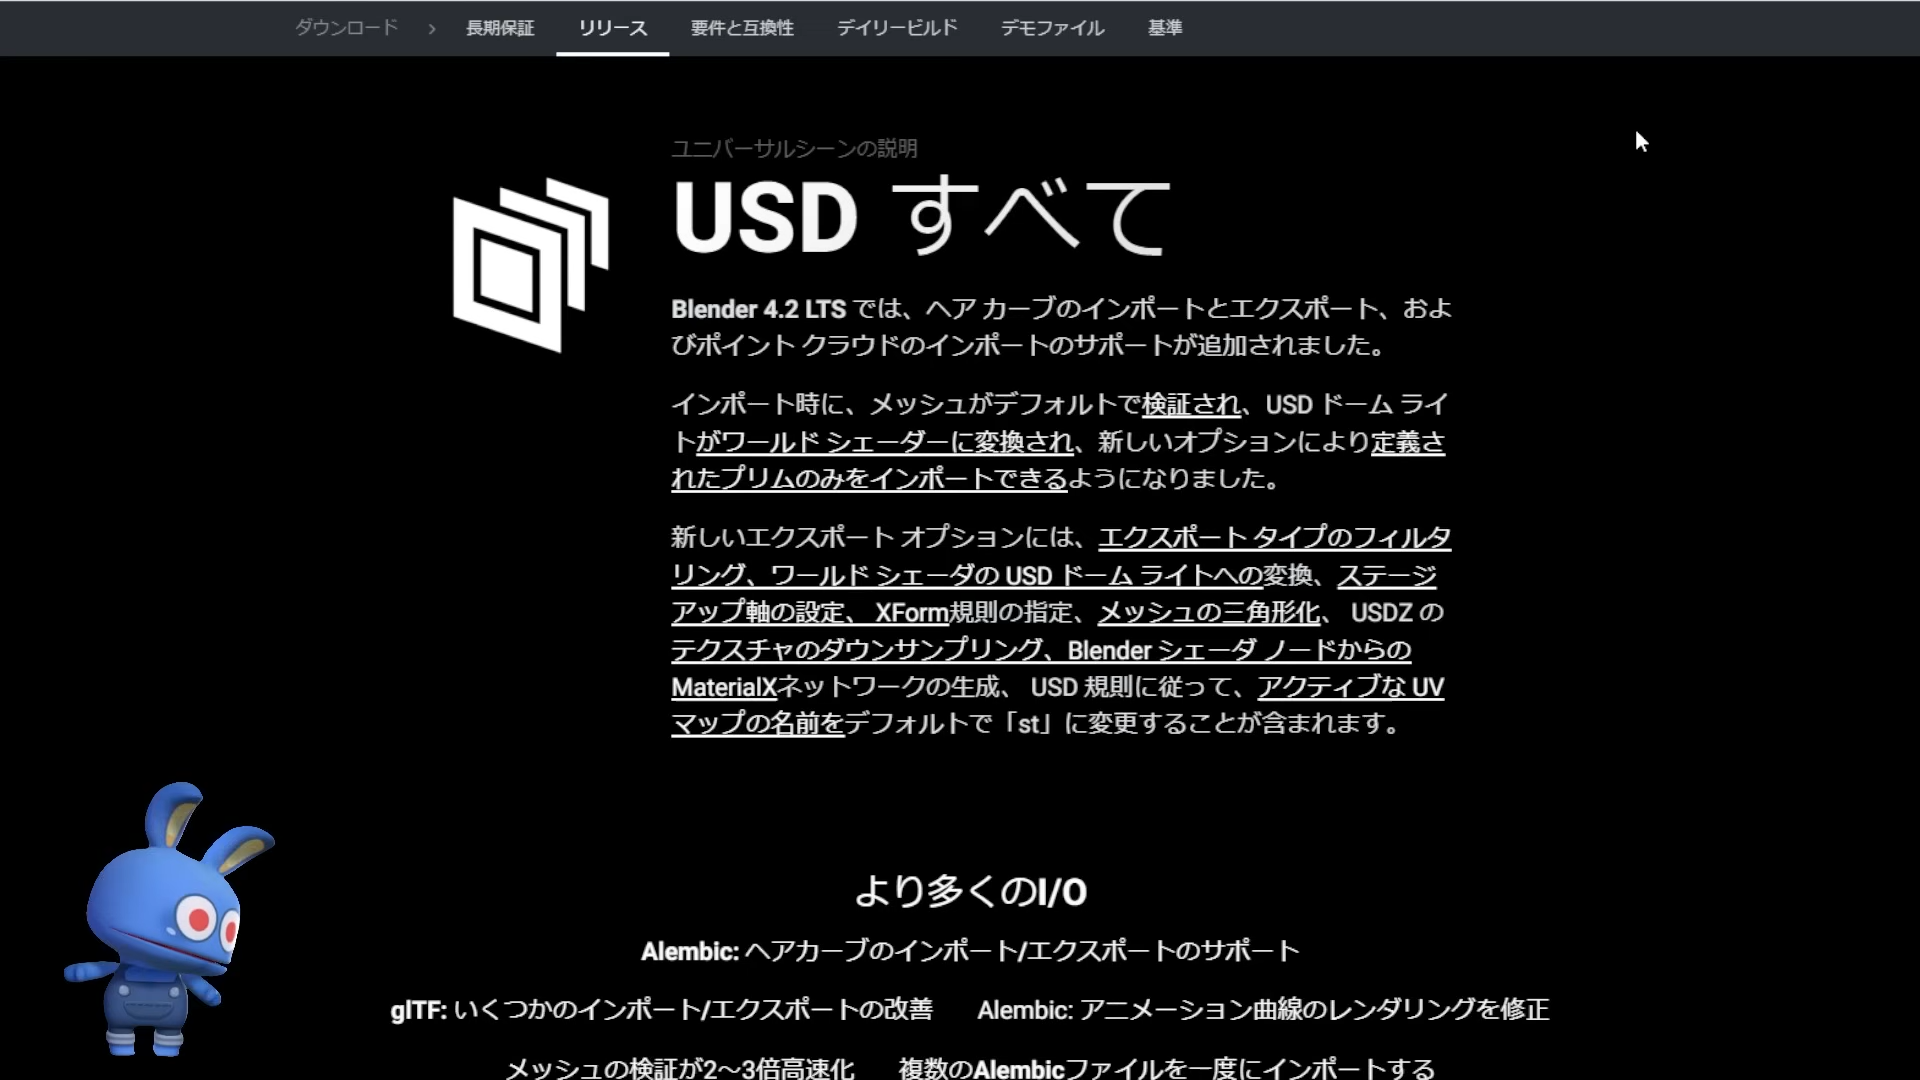 ダウンロード › 長期保証 リリース 要件と互換性 デイリービルド デモファイル 基準
ユニバーサルシーンの説明
USD すべて
Blender 4.2 LTS では、ヘア カーブのインポートとエクスポート、およ
びポイント クラウドのインポートのサポートが追加されました。
インポート時に、メッシュがデフォルトで検証され、USD ドーム ライ
トがワールド シェーダーに変換され、新しいオプションにより定義さ
れたプリムのみをインポートできるようになりました。
新しいエクスポート オプションには、エクスポート タイプのフィルタ
リング、ワールド シェーダの USD ドーム ライトへの変換、ステージ
アップ軸の設定、 XForm規則の指定、メッシュの三角形化、 USDZ の
テクスチャのダウンサンプリング、Blender シェーダ ノードからの
MaterialXネットワークの生成、 USD 規則に従って、アクティブな UV
マップの名前をデフォルトで「st」に変更することが含まれます。
より多くのI/O
Alembic: ヘアカーブのインポート/エクスポートのサポート
glTF: いくつかのインポート/エクスポートの改善 Alembic: アニメーション曲線のレンダリングを修正
メッシュの検証が2～3倍高速化 複数のAlembicファイルを一度にインポートする